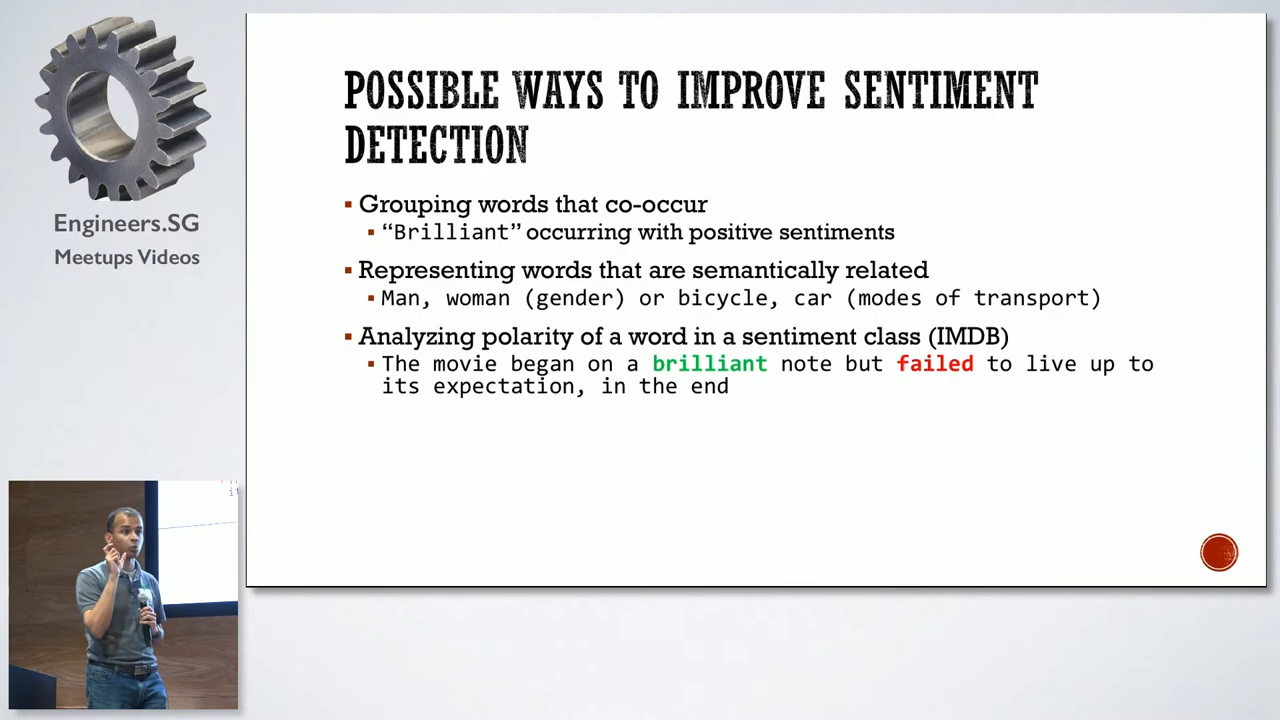 Engineers.SG
Meetups Videos
POSSIBLE WAYS TO IMPROVE SENTIMENT
DETECTION
▪ Grouping words that co-occur
▪ “Brilliant” occurring with positive sentiments
▪ Representing words that are semantically related
▪ Man, woman (gender) or bicycle, car (modes of transport)
▪ Analyzing polarity of a word in a sentiment class (IMDB)
▪ The movie began on a brilliant note but failed to live up to
its expectation, in the end